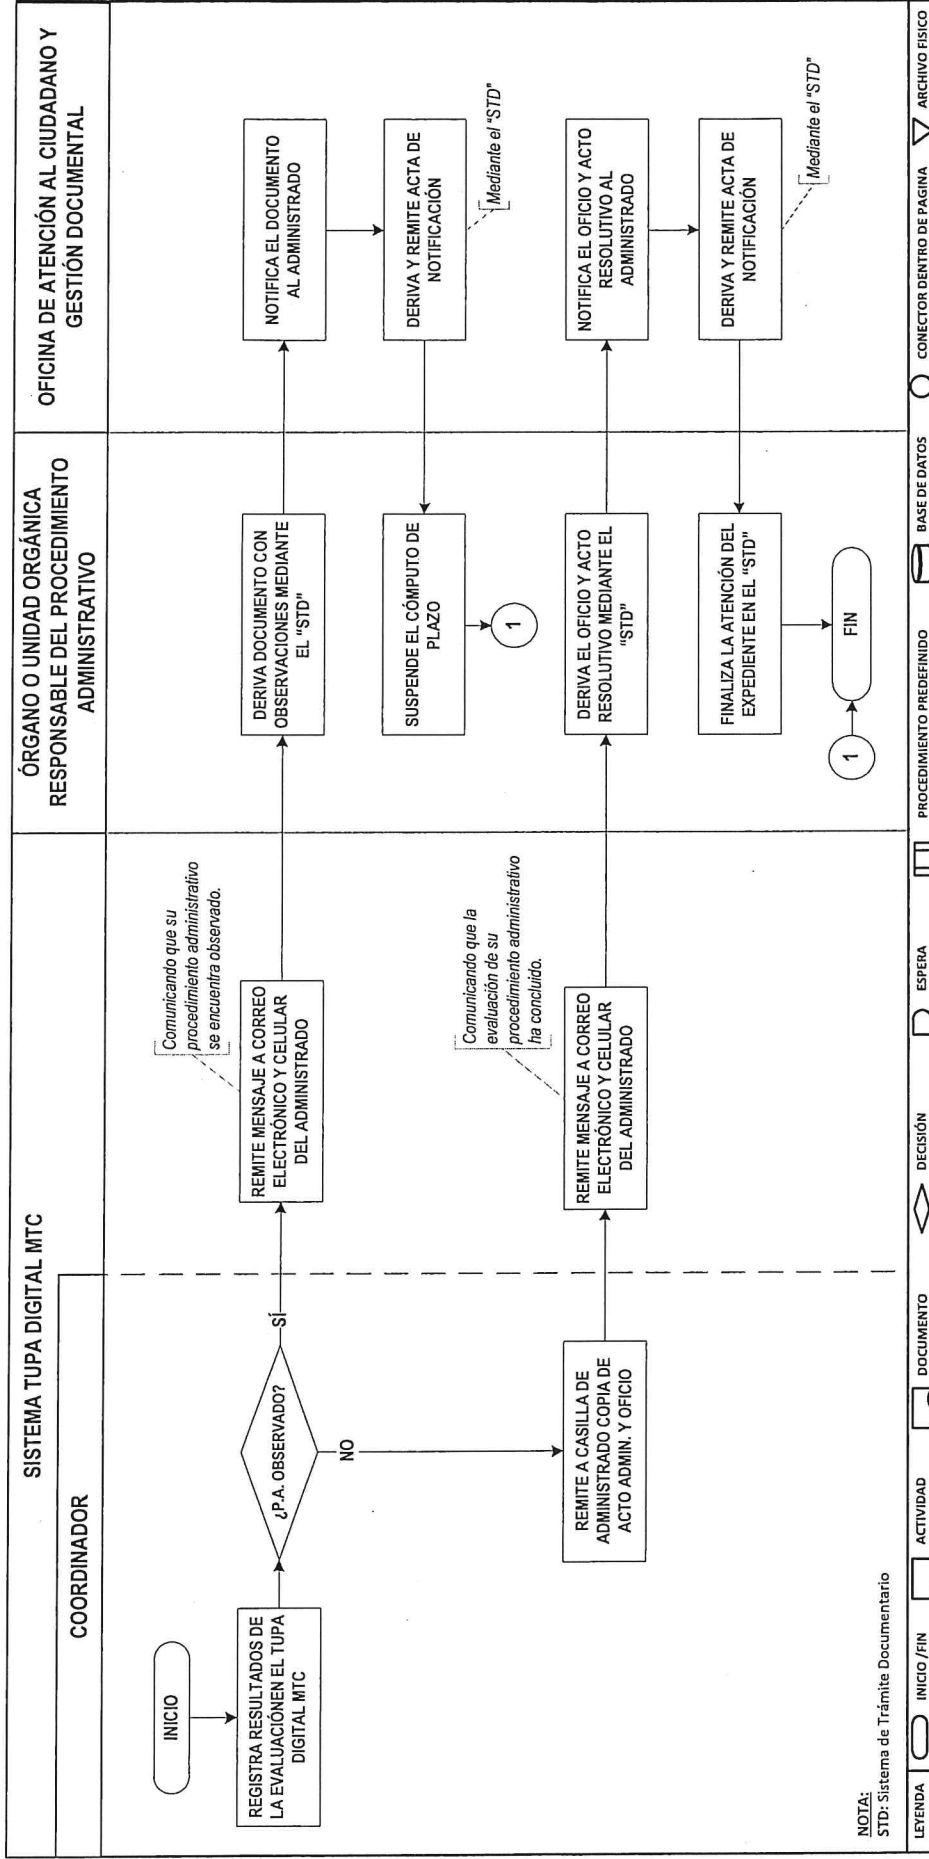 SISTEMA TUPA DIGITAL MTC
COORDINADOR
ÓRGANO O UNIDAD ORGÁNICA
RESPONSABLE DEL PROCEDIMIENTO
ADMINISTRATIVO
OFICINA DE ATENCIÓN AL CIUDADANO Y
GESTIÓN DOCUMENTAL
INICIO
REGISTRA RESULTADOS DE
LA EVALUACIÓNEN EL TUPA
DIGITAL MTC
¿P.A. OBSERVADO?
SÍ
NO
Comunicando que su
procedimiento administrativo
se encuentra observado.
REMITE MENSAJE A CORREO
ELECTRÓNICO Y CELULAR
DEL ADMINISTRADO
DERIVA DOCUMENTO CON
OBSERVACIONES MEDIANTE
EL "STD"
NOTIFICA EL DOCUMENTO
AL ADMINISTRADO
DERIVA Y REMITE ACTA DE
NOTIFICACIÓN
Mediante el "STD"
SUSPENDE EL CÓMPUTO DE
PLAZO
1
REMITE A CASILLA DE
ADMINISTRADO COPIA DE
ACTO ADMIN. Y OFICIO
Comunicando que la
evaluación de su
procedimiento administrativo
ha concluido.
REMITE MENSAJE A CORREO
ELECTRÓNICO Y CELULAR
DEL ADMINISTRADO
DERIVA EL OFICIO Y ACTO
RESOLUTIVO MEDIANTE EL
"STD"
NOTIFICA EL OFICIO Y ACTO
RESOLUTIVO AL
ADMINISTRADO
DERIVA Y REMITE ACTA DE
NOTIFICACIÓN
Mediante el "STD"
FINALIZA LA ATENCIÓN DEL
EXPEDIENTE EN EL "STD"
1
FIN
NOTA:
STD: Sistema de Trámite Documentario
LEYENDA
INICIO /FIN
ACTIVIDAD
DOCUMENTO
DECISIÓN
ESPERA
PROCEDIMIENTO PREDEFINIDO
BASE DE DATOS
CONECTOR DENTRO DE PAGINA
ARCHIVO FISICO